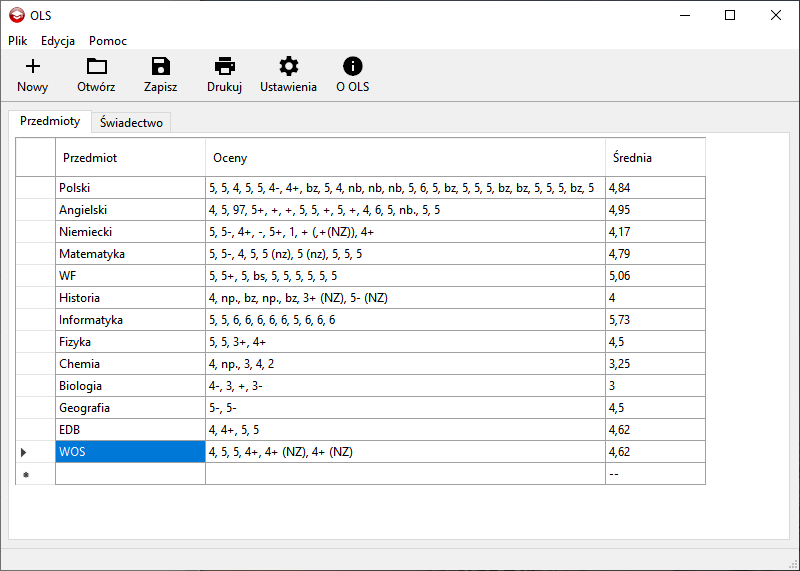 OLS
Plik Edycja Pomoc
Nowy Otwórz Zapisz Drukuj Ustawienia O OLS
Przedmioty Świadectwo
Przedmiot Oceny Średnia
Polski 5, 5, 4, 5, 5, 4-, 4+, bz, 5, 4, nb, nb, nb, 5, 6, 5, bz, 5, 5, 5, bz, bz, 5, 5, 5, bz, 5 4,84
Angielski 4, 5, 97, 5+, +, +, 5, 5, +, 5, +, 4, 6, 5, nb., 5, 5 4,95
Niemiecki 5, 5-, 4+, -, 5+, 1, + (,+(NZ)), 4+ 4,17
Matematyka 5, 5-, 4, 5, 5 (nz), 5 (nz), 5, 5, 5 4,79
WF 5, 5+, 5, bs, 5, 5, 5, 5, 5, 5 5,06
Historia 4, np., bz, np., bz, 3+ (NZ), 5- (NZ) 4
Informatyka 5, 5, 6, 6, 6, 6, 6, 5, 6, 6, 6 5,73
Fizyka 5, 5, 3+, 4+ 4,5
Chemia 4, np., 3, 4, 2 3,25
Biologia 4-, 3, +, 3- 3
Geografia 5-, 5- 4,5
EDB 4, 4+, 5, 5 4,62
WOS 4, 5, 5, 4+, 4+ (NZ), 4+ (NZ) 4,62
--